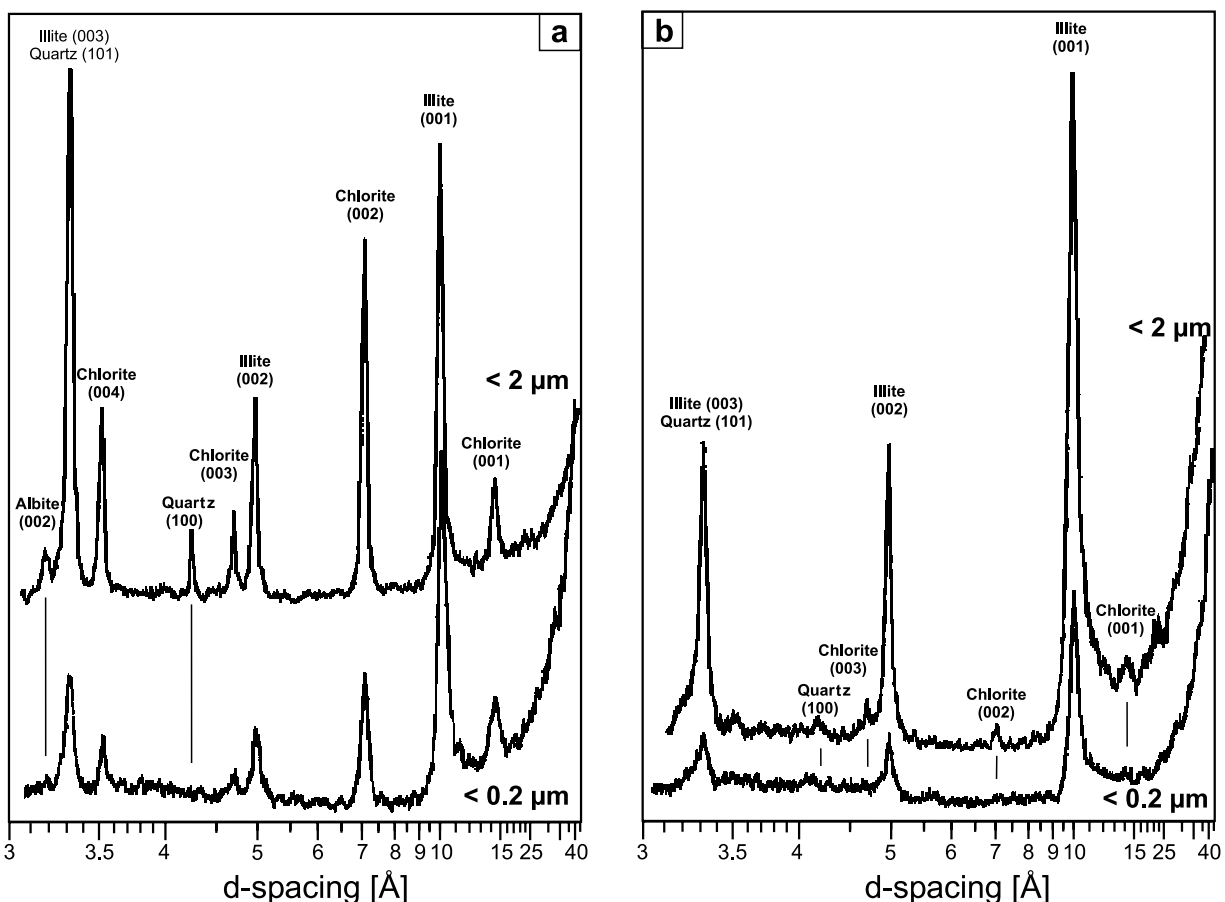 a
Illite (003)
Quartz (101)
Illite
(001)
Chlorite
(002)
Chlorite
(004)
Illite
(002)
< 2 µm
Chlorite
(003)
Chlorite
(001)
Albite
(002)
Quartz
(100)
< 0.2 µm
3 3.5 4 5 6 7 8 9 10 15 25 40
d-spacing [Å]
b
Illite
(001)
< 2 µm
Illite (003)
Quartz (101)
Illite
(002)
Chlorite
(001)
Chlorite
(003)
Quartz
(100)
Chlorite
(002)
< 0.2 µm
3 3.5 4 5 6 7 8 9 10 15 25 40
d-spacing [Å]